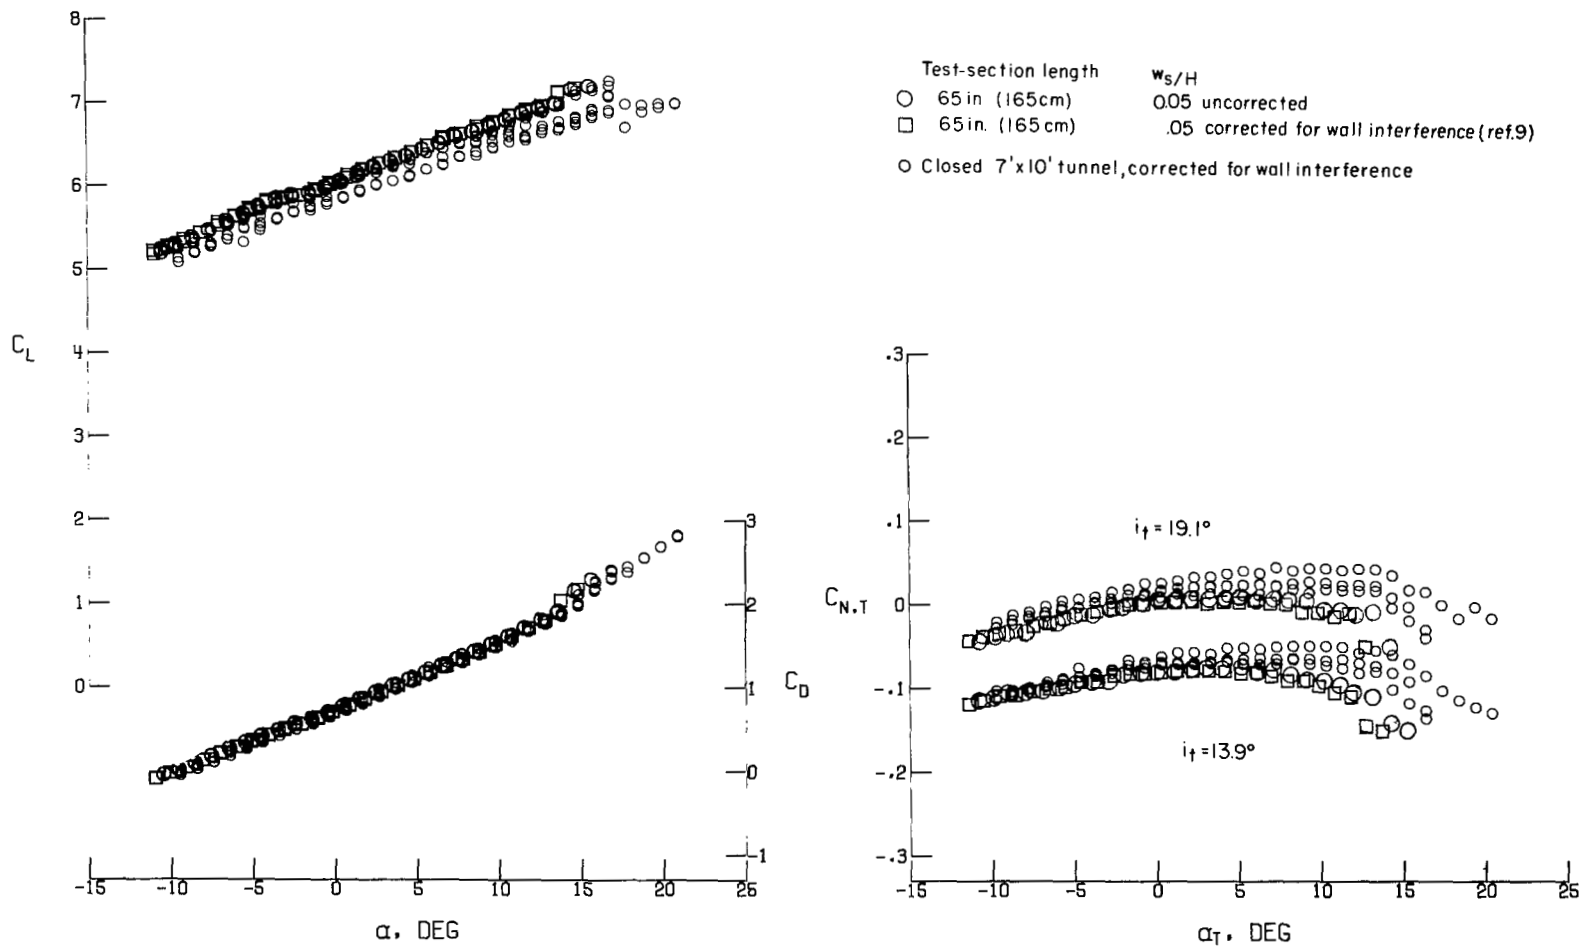 8
7
6
5
C_L
4
3
2
1
0
3
2
1
C_D
0
-1
-15 -10 -5 0 5 10 15 20 25
α, DEG
Test-section length w_s/H
65 in (165cm) 0.05 uncorrected
65 in. (165cm) .05 corrected for wall interference (ref.9)
Closed 7'x10' tunnel, corrected for wall interference
.3
.2
.1
i_t = 19.1°
C_N,T
0
-.1
i_t = 13.9°
-.2
-.3
-15 -10 -5 0 5 10 15 20 25
α_T, DEG